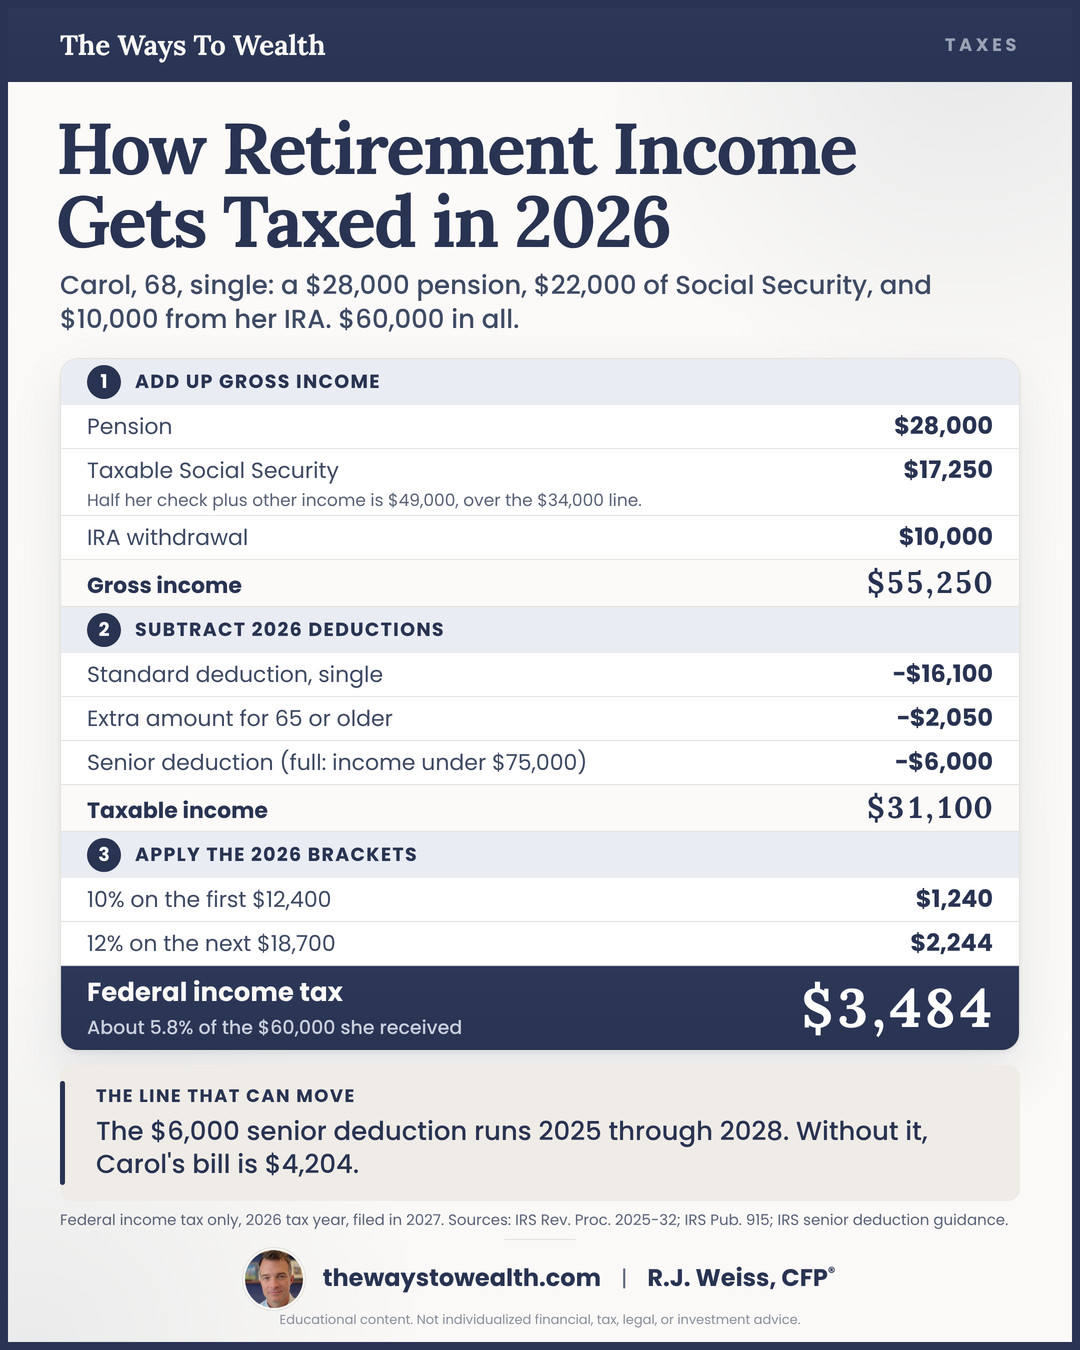 The Ways To Wealth
TAXES
How Retirement Income
Gets Taxed in 2026
Carol, 68, single: a $28,000 pension, $22,000 of Social Security, and
$10,000 from her IRA. $60,000 in all.
1 ADD UP GROSS INCOME
Pension $28,000
Taxable Social Security $17,250
Half her check plus other income is $49,000, over the $34,000 line.
IRA withdrawal $10,000
Gross income $55,250
2 SUBTRACT 2026 DEDUCTIONS
Standard deduction, single −$16,100
Extra amount for 65 or older −$2,050
Senior deduction (full: income under $75,000) −$6,000
Taxable income $31,100
3 APPLY THE 2026 BRACKETS
10% on the first $12,400 $1,240
12% on the next $18,700 $2,244
Federal income tax $3,484
About 5.8% of the $60,000 she received
THE LINE THAT CAN MOVE
The $6,000 senior deduction runs 2025 through 2028. Without it,
Carol's bill is $4,204.
Federal income tax only, 2026 tax year, filed in 2027. Sources: IRS Rev. Proc. 2025-32; IRS Pub. 915; IRS senior deduction guidance.
thewaystowealth.com | R.J. Weiss, CFP®
Educational content. Not individualized financial, tax, legal, or investment advice.